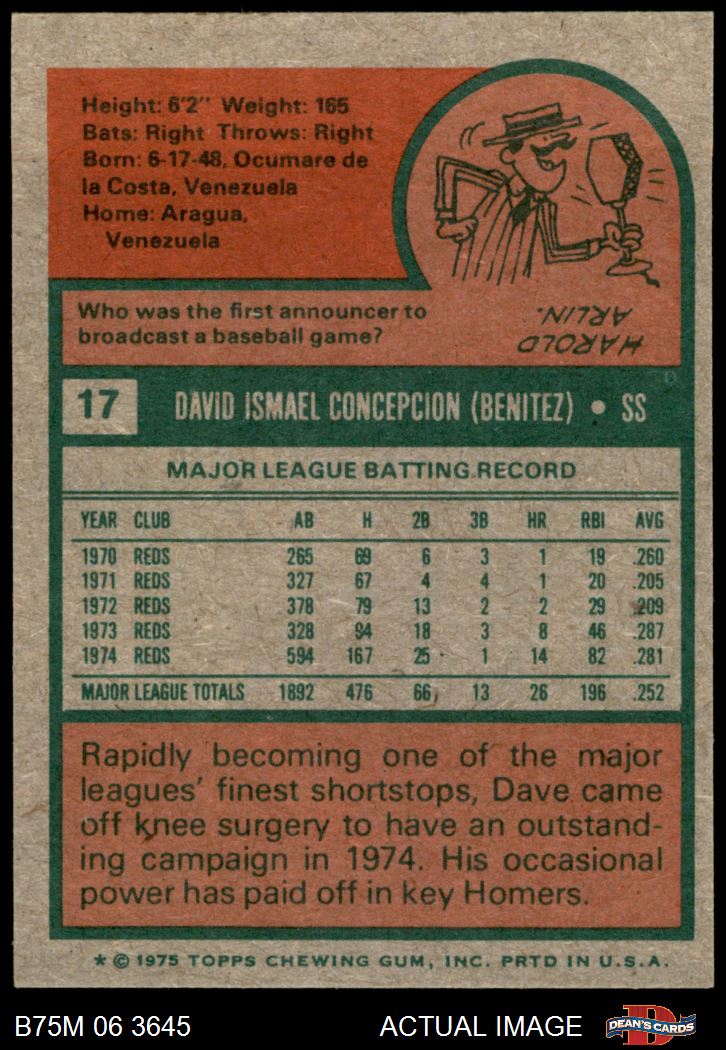 Height: 6'2" Weight: 165
Bats: Right Throws: Right
Born: 6-17-48, Ocumare de
la Costa, Venezuela
Home: Aragua,
Venezuela
Who was the first announcer to
broadcast a baseball game?
HAROLD
ARLIN.
17 DAVID ISMAEL CONCEPCION (BENITEZ) • SS
MAJOR LEAGUE BATTING RECORD
YEAR CLUB AB H 2B 3B HR RBI AVG
1970 REDS 265 69 6 3 1 19 .260
1971 REDS 327 67 4 4 1 20 .205
1972 REDS 378 79 13 2 2 29 .209
1973 REDS 328 94 18 3 8 46 .287
1974 REDS 594 167 25 1 14 82 .281
MAJOR LEAGUE TOTALS 1892 476 66 13 26 196 .252
Rapidly becoming one of the major
leagues' finest shortstops, Dave came
off knee surgery to have an outstand-
ing campaign in 1974. His occasional
power has paid off in key Homers.
* © 1975 TOPPS CHEWING GUM, INC. PRTD IN U.S.A.
B75M 06 3645 ACTUAL IMAGE DEAN'S CARDS